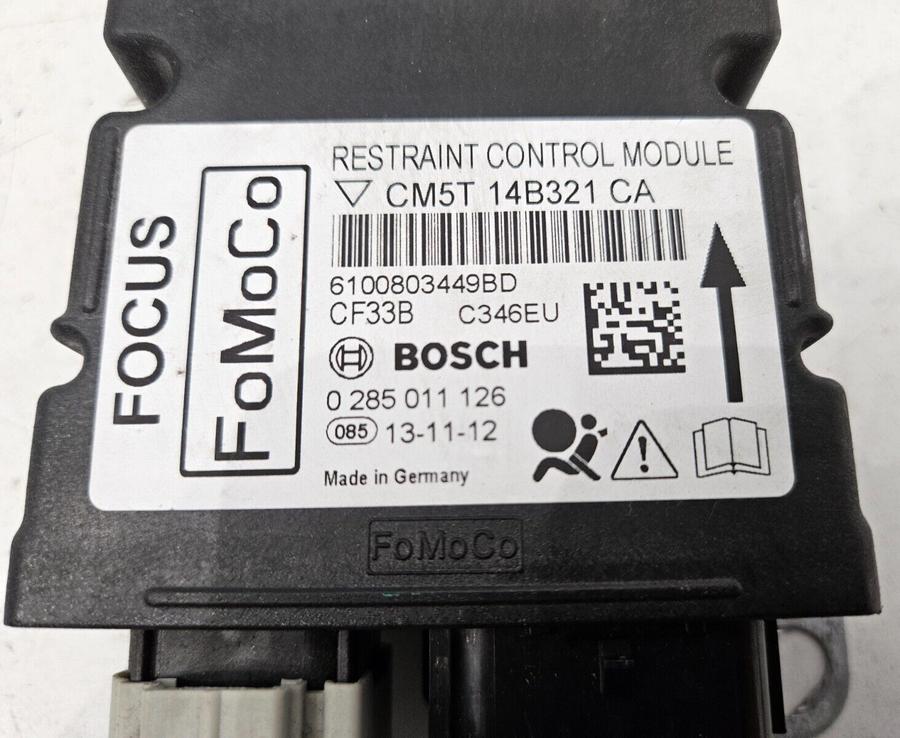 RESTRAINT CONTROL MODULE
CM5T 14B321 CA
6100803449BD
CF33B C346EU
BOSCH
0 285 011 126
085 13-11-12
Made in Germany
FOCUS
FoMoCo
FoMoCo